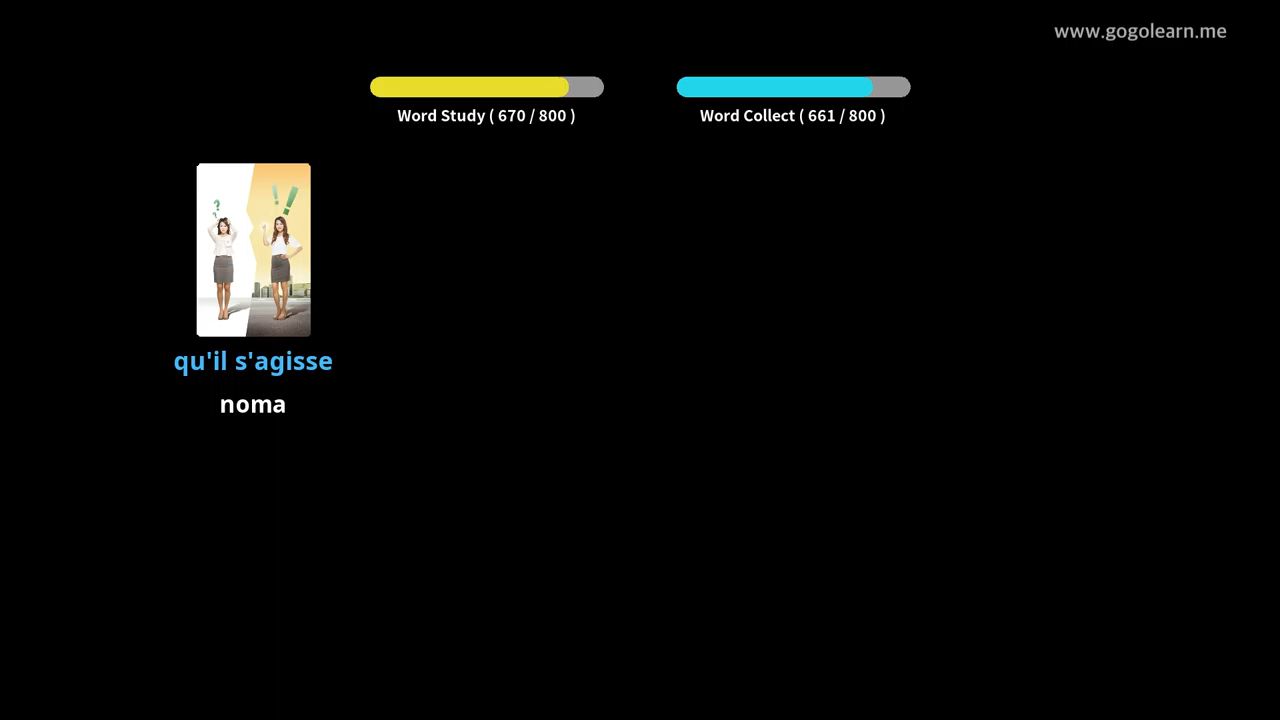 www.gogolearn.me
Word Study ( 670 / 800 )
Word Collect ( 661 / 800 )
qu'il s'agisse
noma